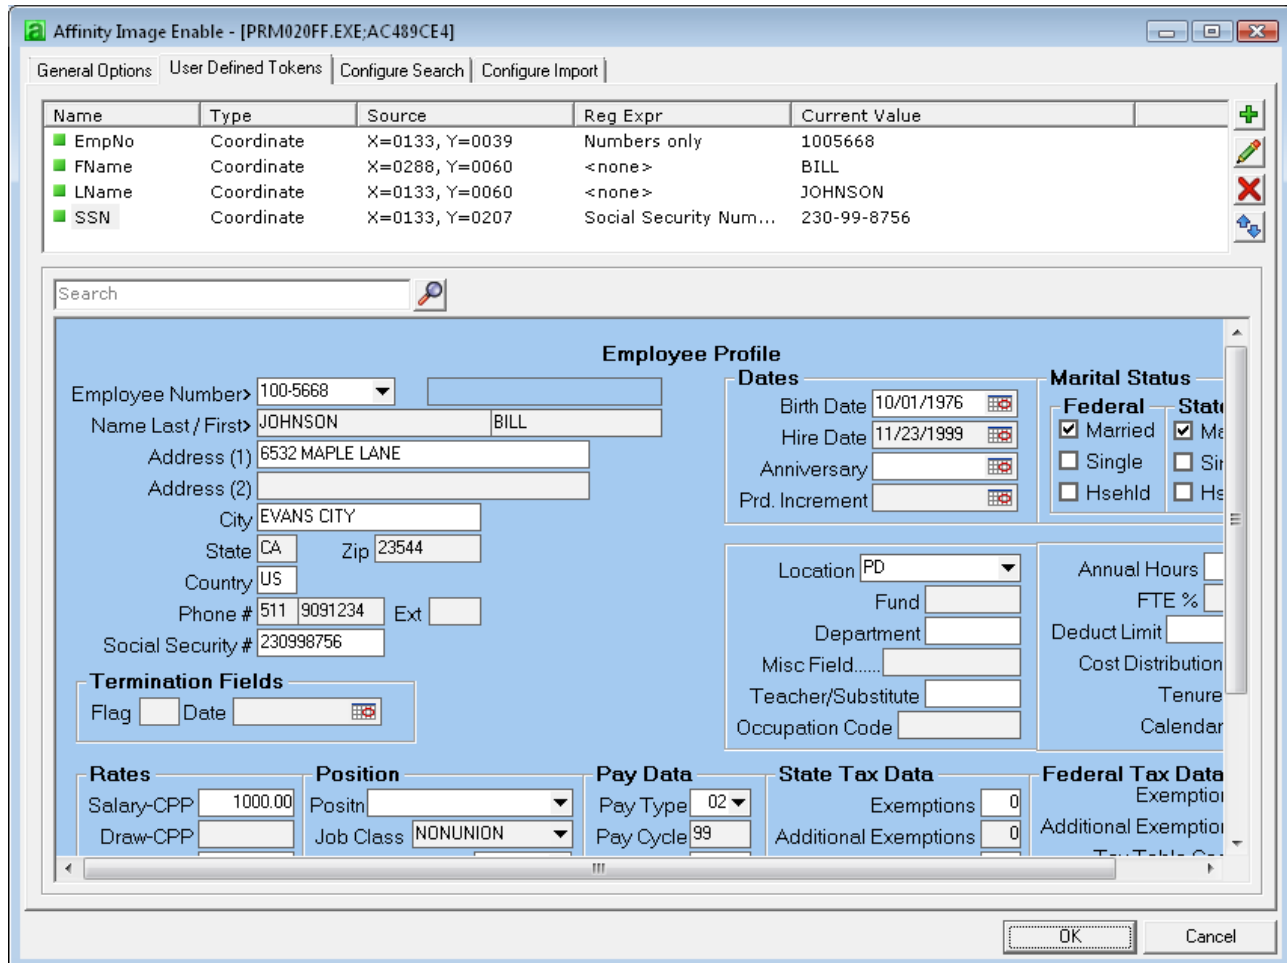 Affinity Image Enable - [PRM020FF.EXE;AC489CE4]
General Options User Defined Tokens Configure Search Configure Import
Name Type Source Reg Expr Current Value
EmpNo Coordinate X=0133, Y=0039 Numbers only 1005668
FName Coordinate X=0288, Y=0060 <none> BILL
LName Coordinate X=0133, Y=0060 <none> JOHNSON
SSN Coordinate X=0133, Y=0207 Social Security Num... 230-99-8756
Search
Employee Profile
Employee Number> 100-5668
Name Last / First> JOHNSON BILL
Address (1) 6532 MAPLE LANE
Address (2)
City EVANS CITY
State CA Zip 23544
Country US
Phone # 511 9091234 Ext
Social Security # 230998756
Termination Fields
Flag Date
Dates
Birth Date 10/01/1976
Hire Date 11/23/1999
Anniversary
Prd. Increment
Marital Status
Federal State
Married Ma
Single Sin
Hsehld Hs
Location PD
Fund
Department
Misc Field......
Teacher/Substitute
Occupation Code
Annual Hours
FTE %
Deduct Limit
Cost Distribution
Tenure
Calendar
Rates
Salary-CPP 1000.00
Draw-CPP
Position
Positn
Job Class NONUNION
Pay Data
Pay Type 02
Pay Cycle 99
State Tax Data
Exemptions 0
Additional Exemptions 0
Federal Tax Data
Exemptio
Additional Exemptio
OK Cancel